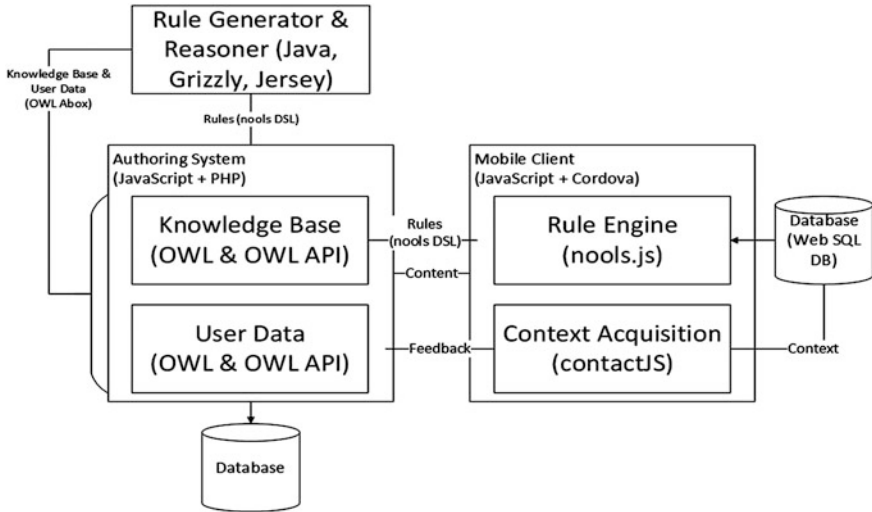 Rule Generator &
Reasoner (Java,
Grizzly, Jersey)
Knowledge Base &
User Data
(OWL Abox)
Rules (nools DSL)
Authoring System
(JavaScript + PHP)
Knowledge Base
(OWL & OWL API)
User Data
(OWL & OWL API)
Rules
(nools DSL)
Content
Feedback
Mobile Client
(JavaScript + Cordova)
Rule Engine
(nools.js)
Context Acquisition
(contactJS)
Database
(Web SQL
DB)
Context
Database